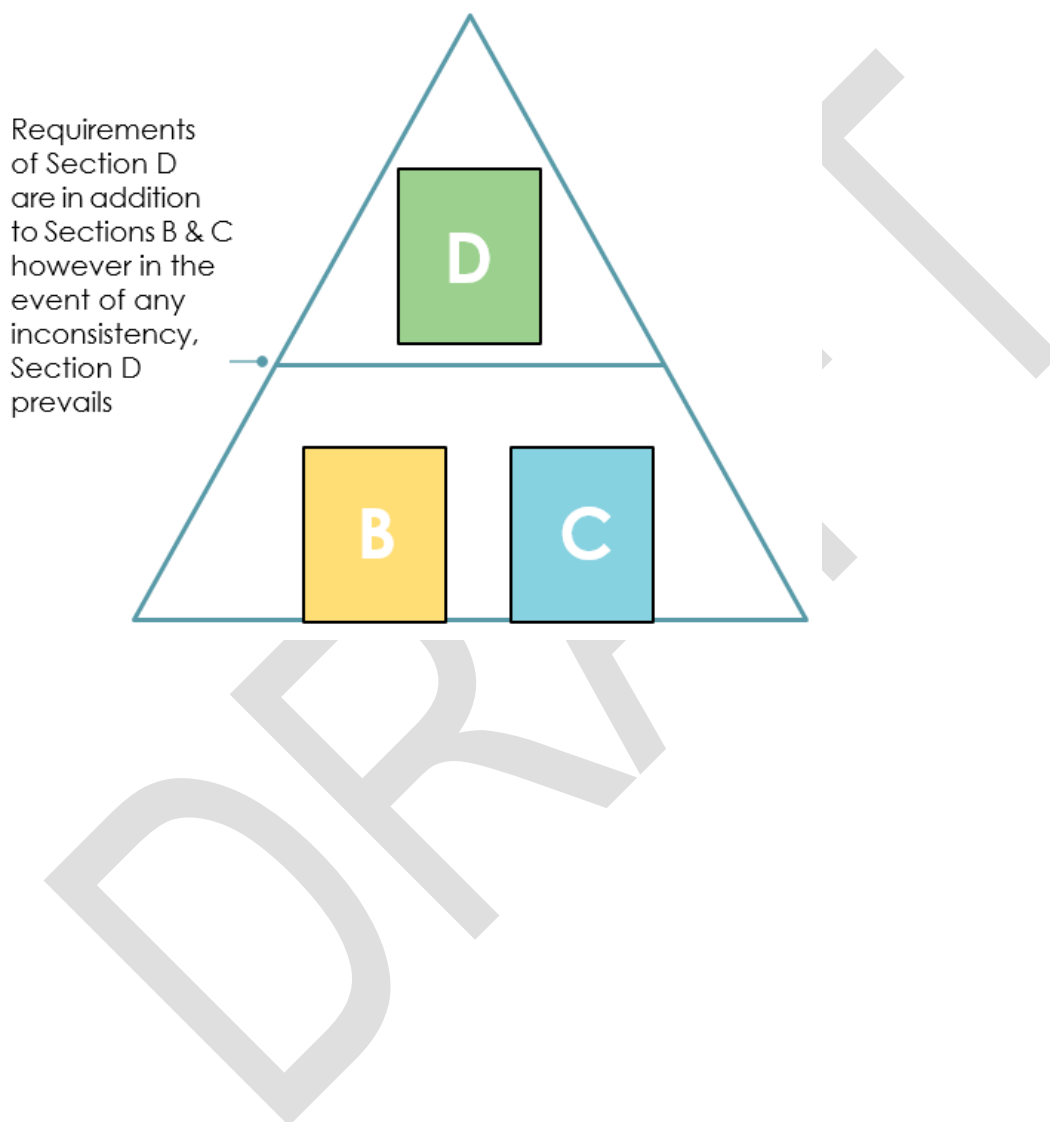 Requirements
of Section D
are in addition
to Sections B & C
however in the
event of any
inconsistency,
Section D
prevails
D
B
C
DRAFT